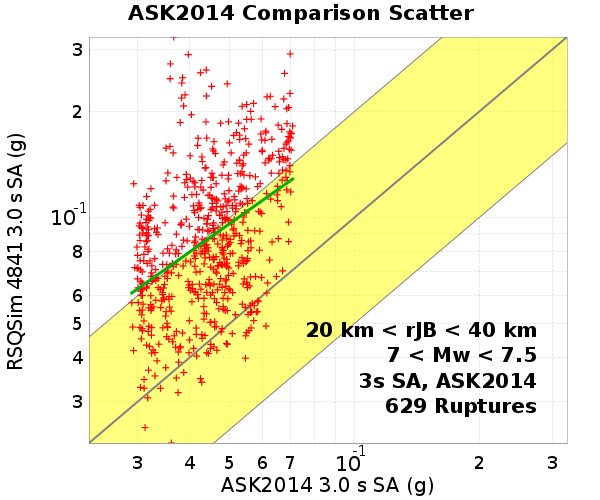 ASK2014 Comparison Scatter
RSQSim 4841 3.0 s SA (g)
3
2
10-1
8
6
5
4
3
20 km < rJB < 40 km
7 < Mw < 7.5
3s SA, ASK2014
629 Ruptures
3 4 5 6 7 10-1 2 3
ASK2014 3.0 s SA (g)